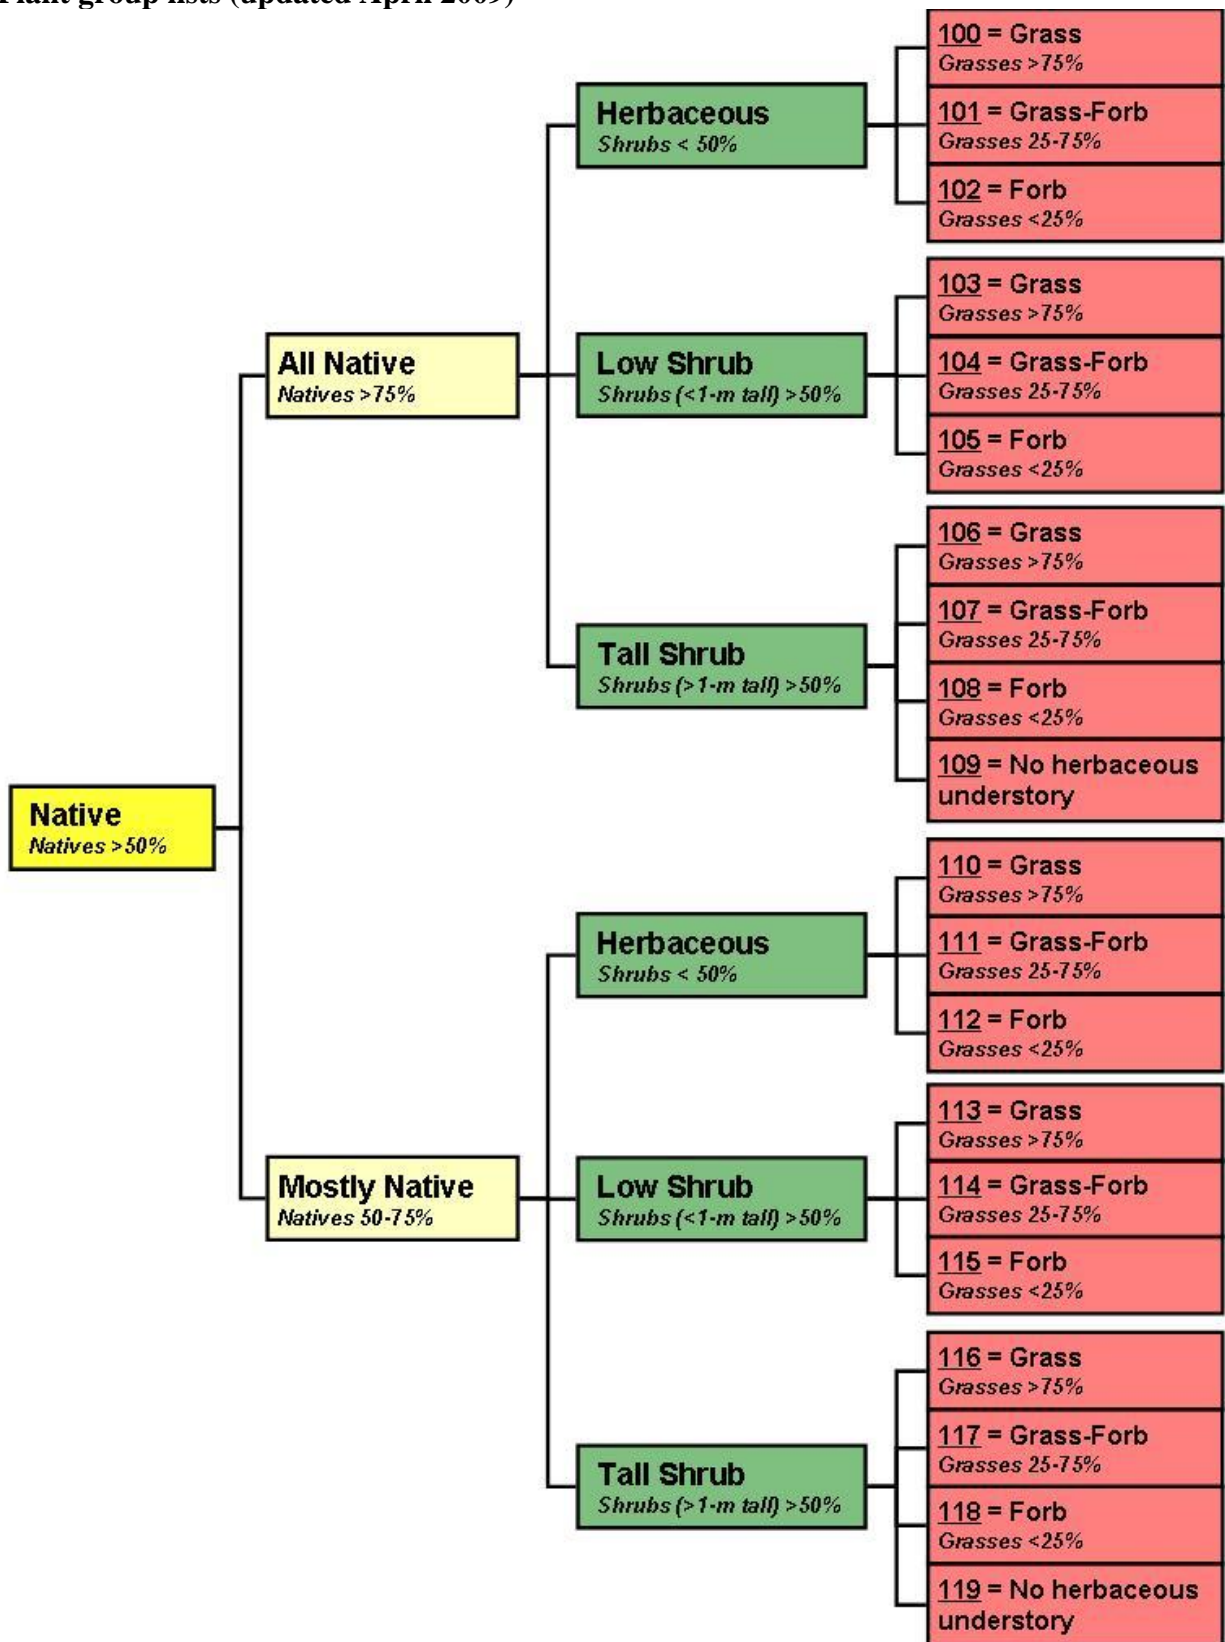 Plant group lists (updated April 2009)
100 = Grass
Grasses >75%
101 = Grass-Forb
Grasses 25-75%
102 = Forb
Grasses <25%
Herbaceous
Shrubs < 50%
103 = Grass
Grasses >75%
104 = Grass-Forb
Grasses 25-75%
105 = Forb
Grasses <25%
All Native
Natives >75%
Low Shrub
Shrubs (<1-m tall) >50%
106 = Grass
Grasses >75%
107 = Grass-Forb
Grasses 25-75%
108 = Forb
Grasses <25%
109 = No herbaceous
understory
Tall Shrub
Shrubs (>1-m tall) >50%
Native
Natives >50%
110 = Grass
Grasses >75%
111 = Grass-Forb
Grasses 25-75%
112 = Forb
Grasses <25%
Herbaceous
Shrubs < 50%
113 = Grass
Grasses >75%
114 = Grass-Forb
Grasses 25-75%
115 = Forb
Grasses <25%
Mostly Native
Natives 50-75%
Low Shrub
Shrubs (<1-m tall) >50%
116 = Grass
Grasses >75%
117 = Grass-Forb
Grasses 25-75%
118 = Forb
Grasses <25%
119 = No herbaceous
understory
Tall Shrub
Shrubs (>1-m tall) >50%